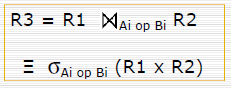 R3 = R1 ⋈Ai op Bi R2
Ξ σAi op Bi (R1 x R2)